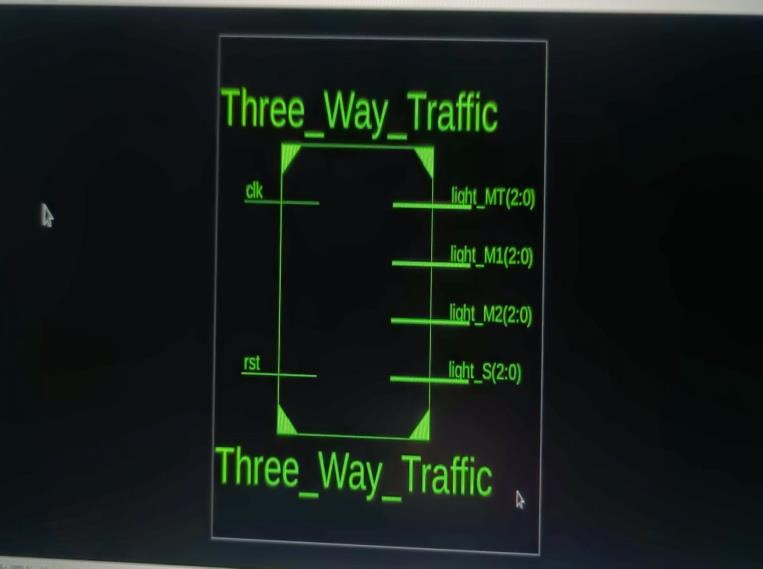 Three_Way_Traffic
clk
light_MT(2:0)
light_M1(2:0)
light_M2(2:0)
rst
light_S(2:0)
Three_Way_Traffic